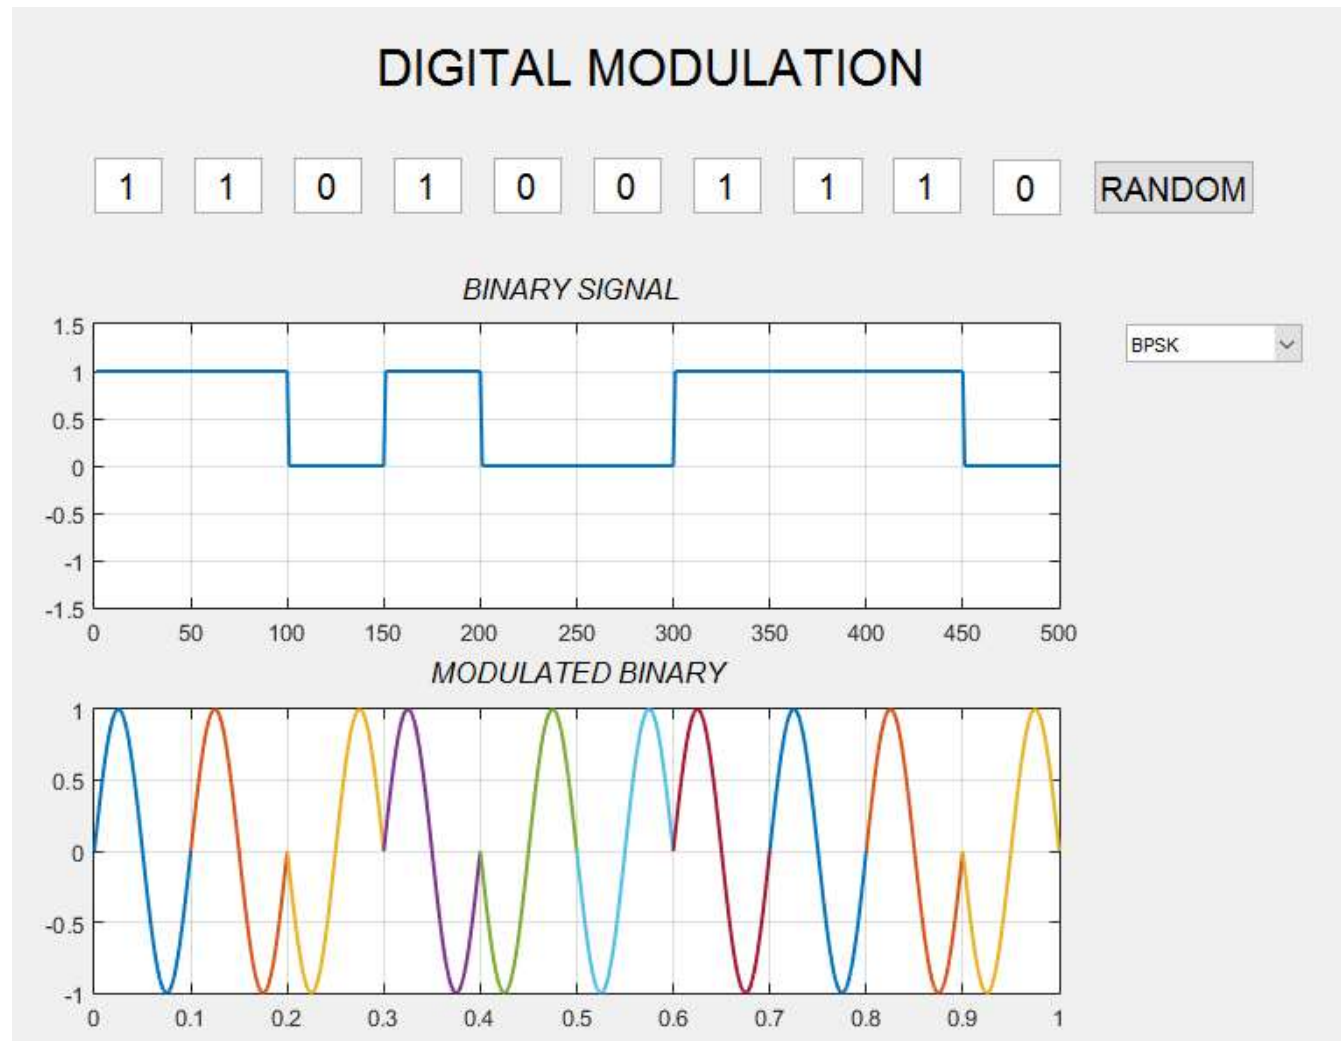 DIGITAL MODULATION
1 1 0 1 0 0 1 1 1 0 RANDOM
BINARY SIGNAL
BPSK
1.5
1
0.5
0
-0.5
-1
-1.5
0 50 100 150 200 250 300 350 400 450 500
MODULATED BINARY
1
0.5
0
-0.5
-1
0 0.1 0.2 0.3 0.4 0.5 0.6 0.7 0.8 0.9 1